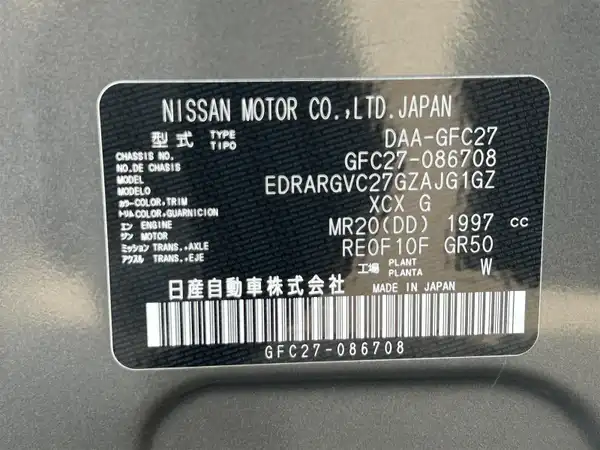 NISSAN MOTOR CO.,LTD.JAPAN
型式 TYPE TIPO DAA-GFC27
CHASSIS NO.
NO.DE CHASIS GFC27-086708
MODEL
MODELO EDRARGVC27GZAJG1GZ
カラー COLOR,TRIM
トリム COLOR,GUARNICION XCX G
エン ENGINE
ジン MOTOR MR20(DD) 1997 cc
ミッション TRANS.,AXLE
アクスル TRANS.,EJE RE0F10F GR50
工場 PLANT PLANTA W
日産自動車株式会社 MADE IN JAPAN
GFC27-086708